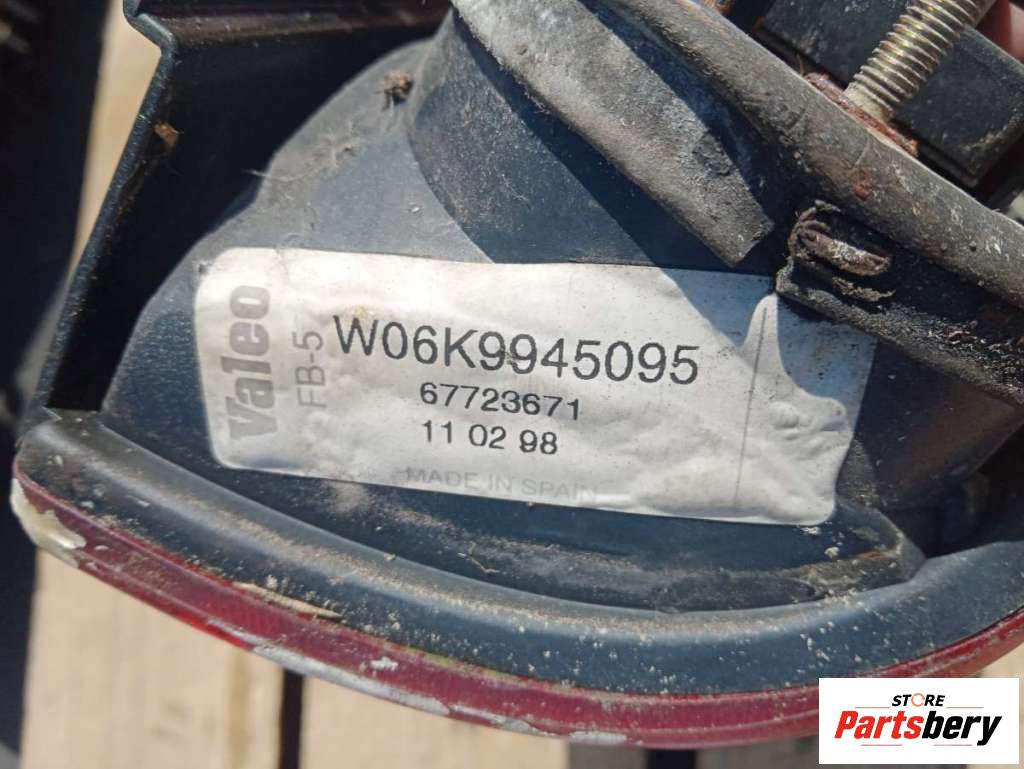 Valeo
FB-5
W06K9945095
67723671
11 02 98
MADE IN SPAIN
STORE
Partsbery